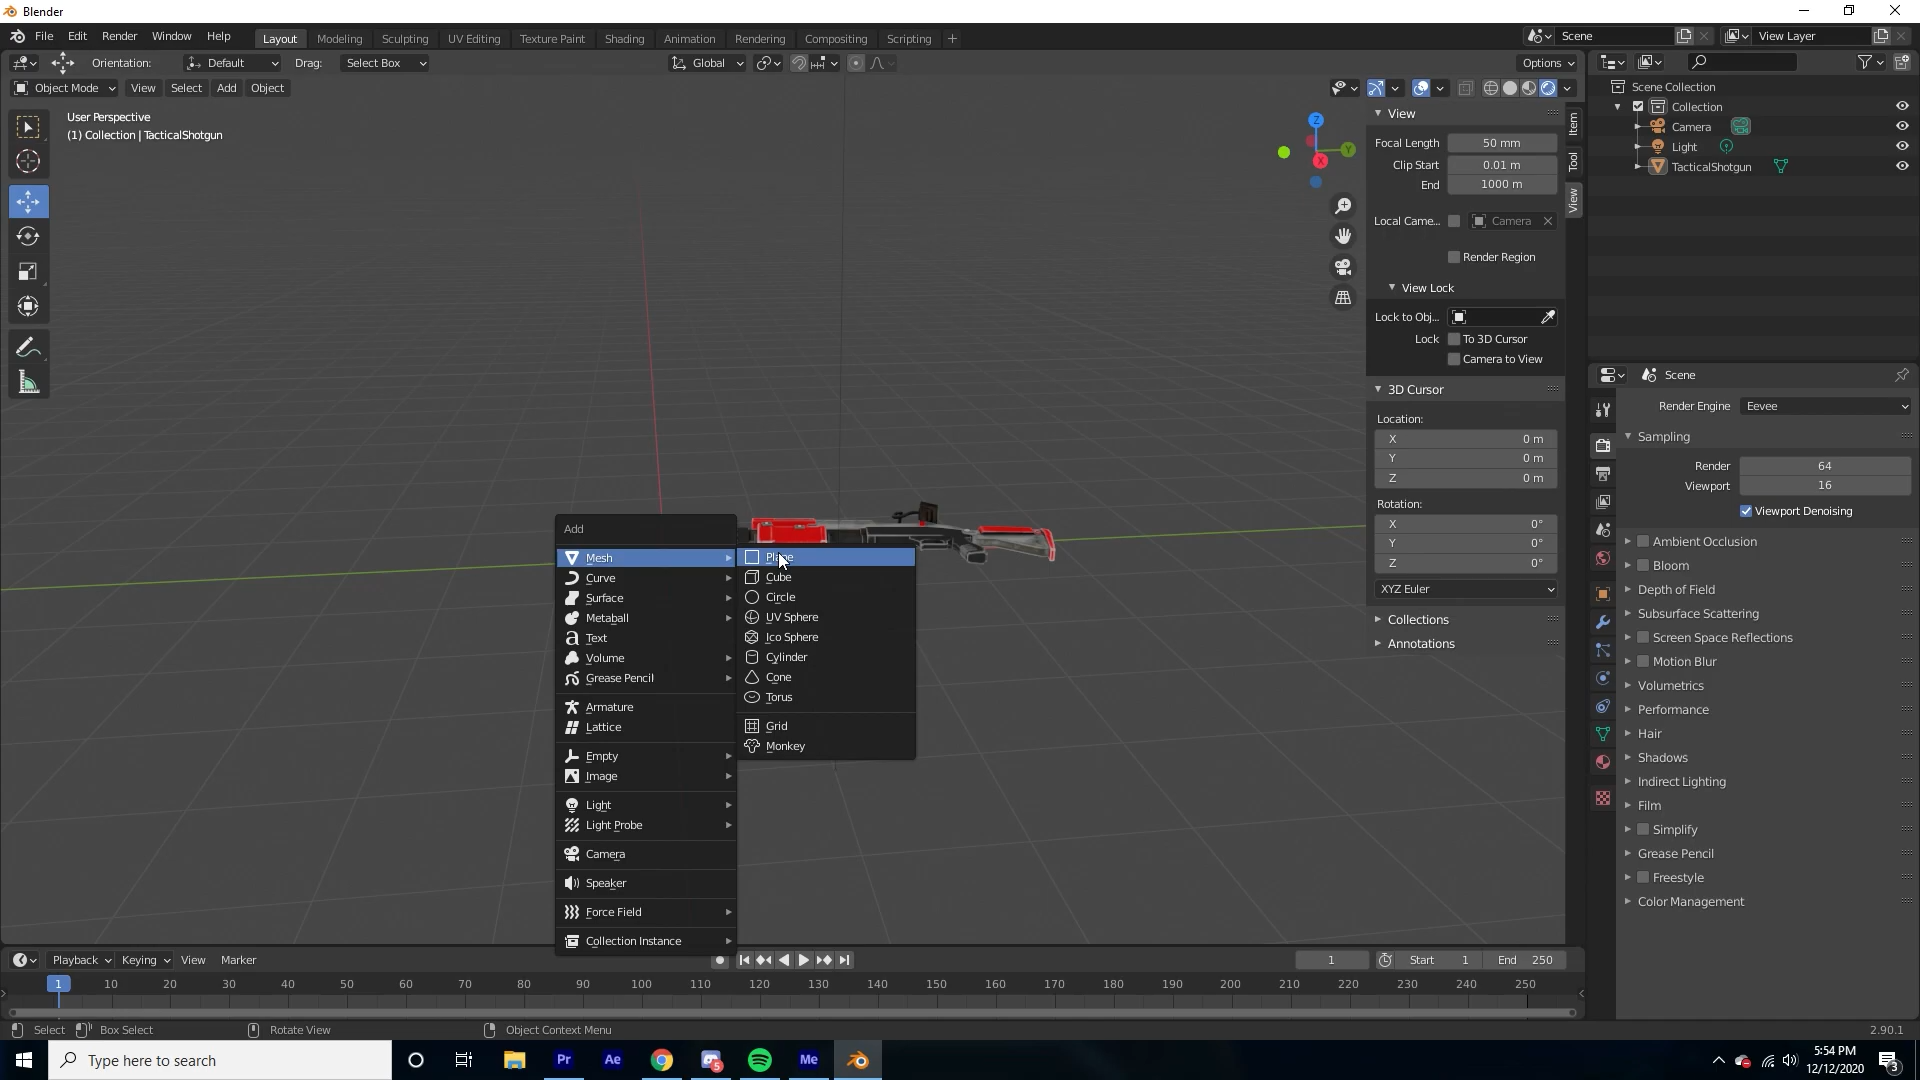 Blender
File Edit Render Window Help
Layout Modeling Sculpting UV Editing Texture Paint Shading Animation Rendering Compositing Scripting +
Scene
View Layer
Orientation: Default Drag: Select Box
Global
Options
Object Mode View Select Add Object
User Perspective
(1) Collection | TacticalShotgun
Z
Y
X
View
Focal Length 50 mm
Clip Start 0.01 m
End 1000 m
Local Came... Camera
Render Region
View Lock
Lock to Obj...
Lock To 3D Cursor
Camera to View
3D Cursor
Location:
X 0 m
Y 0 m
Z 0 m
Rotation:
X 0°
Y 0°
Z 0°
XYZ Euler
Collections
Annotations
Item
Tool
View
Scene Collection
Collection
Camera
Light
TacticalShotgun
Scene
Render Engine Eevee
Sampling
Render 64
Viewport 16
Viewport Denoising
Ambient Occlusion
Bloom
Depth of Field
Subsurface Scattering
Screen Space Reflections
Motion Blur
Volumetrics
Performance
Hair
Shadows
Indirect Lighting
Film
Simplify
Grease Pencil
Freestyle
Color Management
Add
Mesh
Curve
Surface
Metaball
Text
Volume
Grease Pencil
Armature
Lattice
Empty
Image
Light
Light Probe
Camera
Speaker
Force Field
Collection Instance
Plane
Cube
Circle
UV Sphere
Ico Sphere
Cylinder
Cone
Torus
Grid
Monkey
Playback Keying View Marker
1 Start 1 End 250
1 10 20 30 40 50 60 70 80 90 100 110 120 130 140 150 160 170 180 190 200 210 220 230 240 250
Select Box Select Rotate View Object Context Menu 2.90.1
Type here to search
Pr Ae 5 Me
5:54 PM
12/12/2020
3